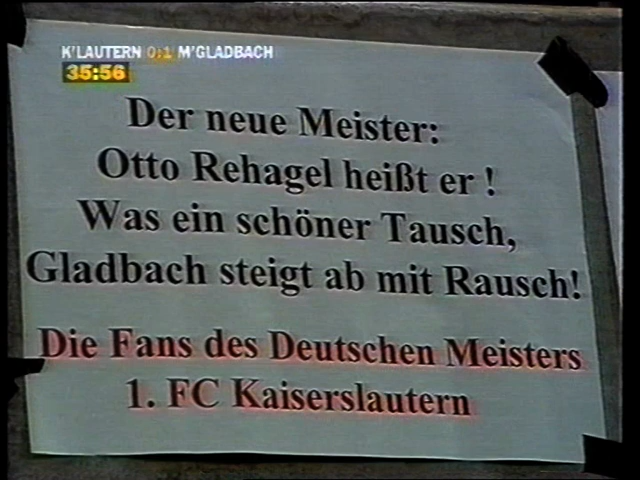 K'LAUTERN 0:1 M'GLADBACH
35:56
Der neue Meister:
Otto Rehagel heißt er !
Was ein schöner Tausch,
Gladbach steigt ab mit Rausch!
Die Fans des Deutschen Meisters
1. FC Kaiserslautern